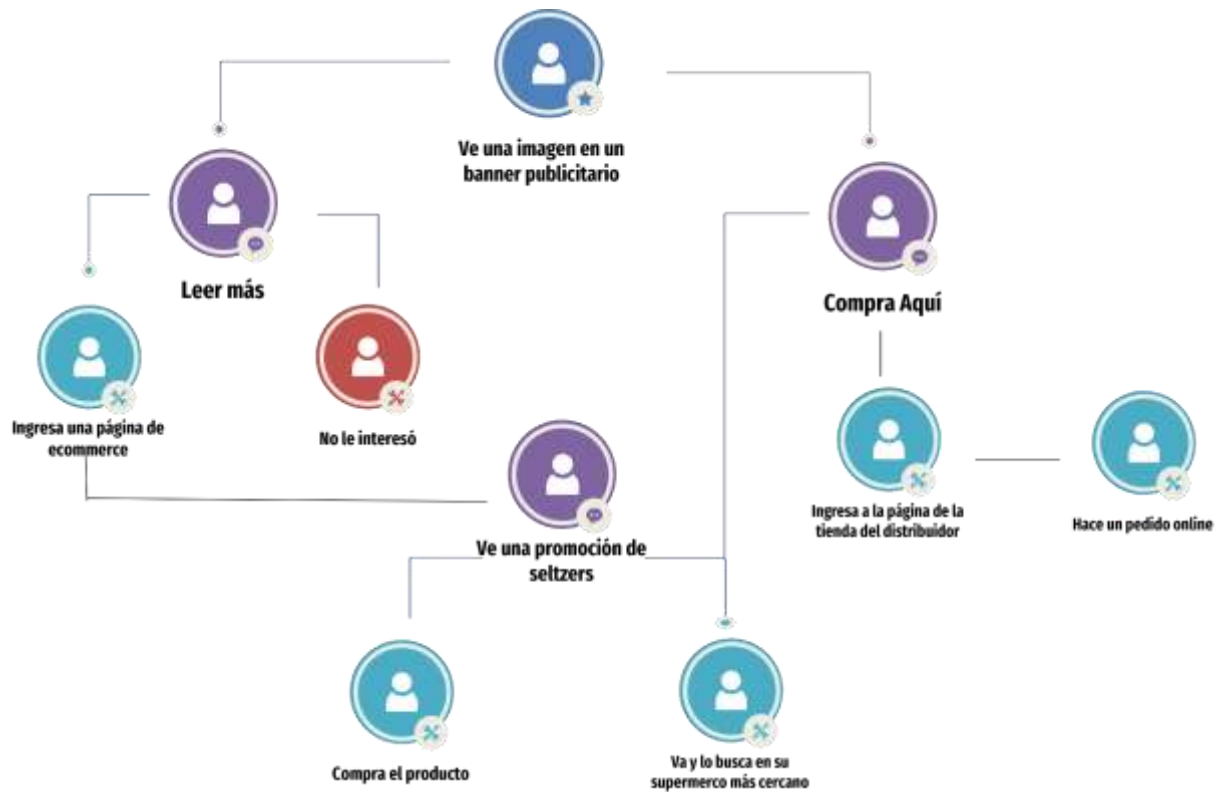 Ve una imagen en un
banner publicitario
Leer más
Compra Aquí
Ingresa una página de
ecommerce
No le interesó
Ve una promoción de
seltzers
Ingresa a la página de la
tienda del distribuidor
Hace un pedido online
Compra el producto
Va y lo busca en su
supermerco más cercano